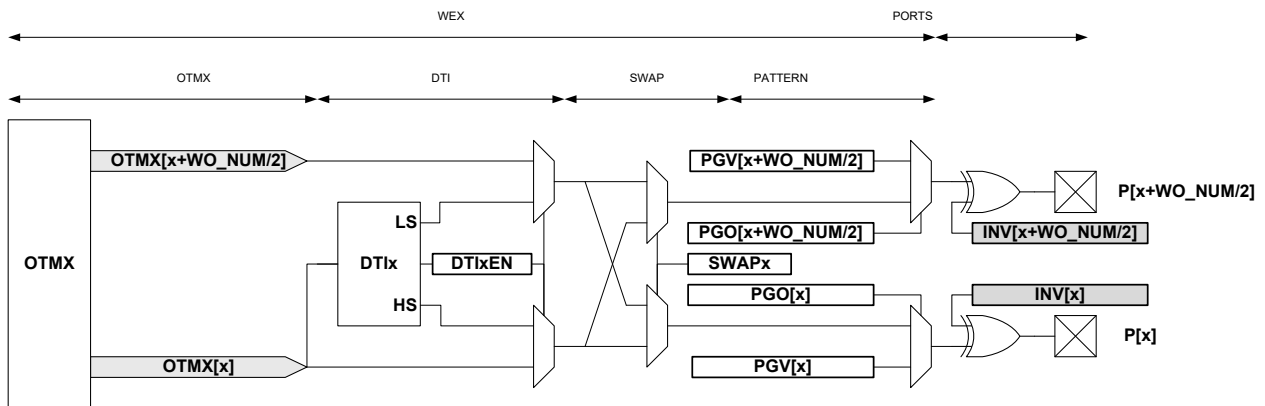 WEX
PORTS
OTMX
DTI
SWAP
PATTERN
OTMX[x+WO_NUM/2]
PGV[x+WO_NUM/2]
P[x+WO_NUM/2]
LS
PGO[x+WO_NUM/2]
INV[x+WO_NUM/2]
OTMX
DTIx
DTIxEN
SWAPx
HS
PGO[x]
INV[x]
P[x]
OTMX[x]
PGV[x]